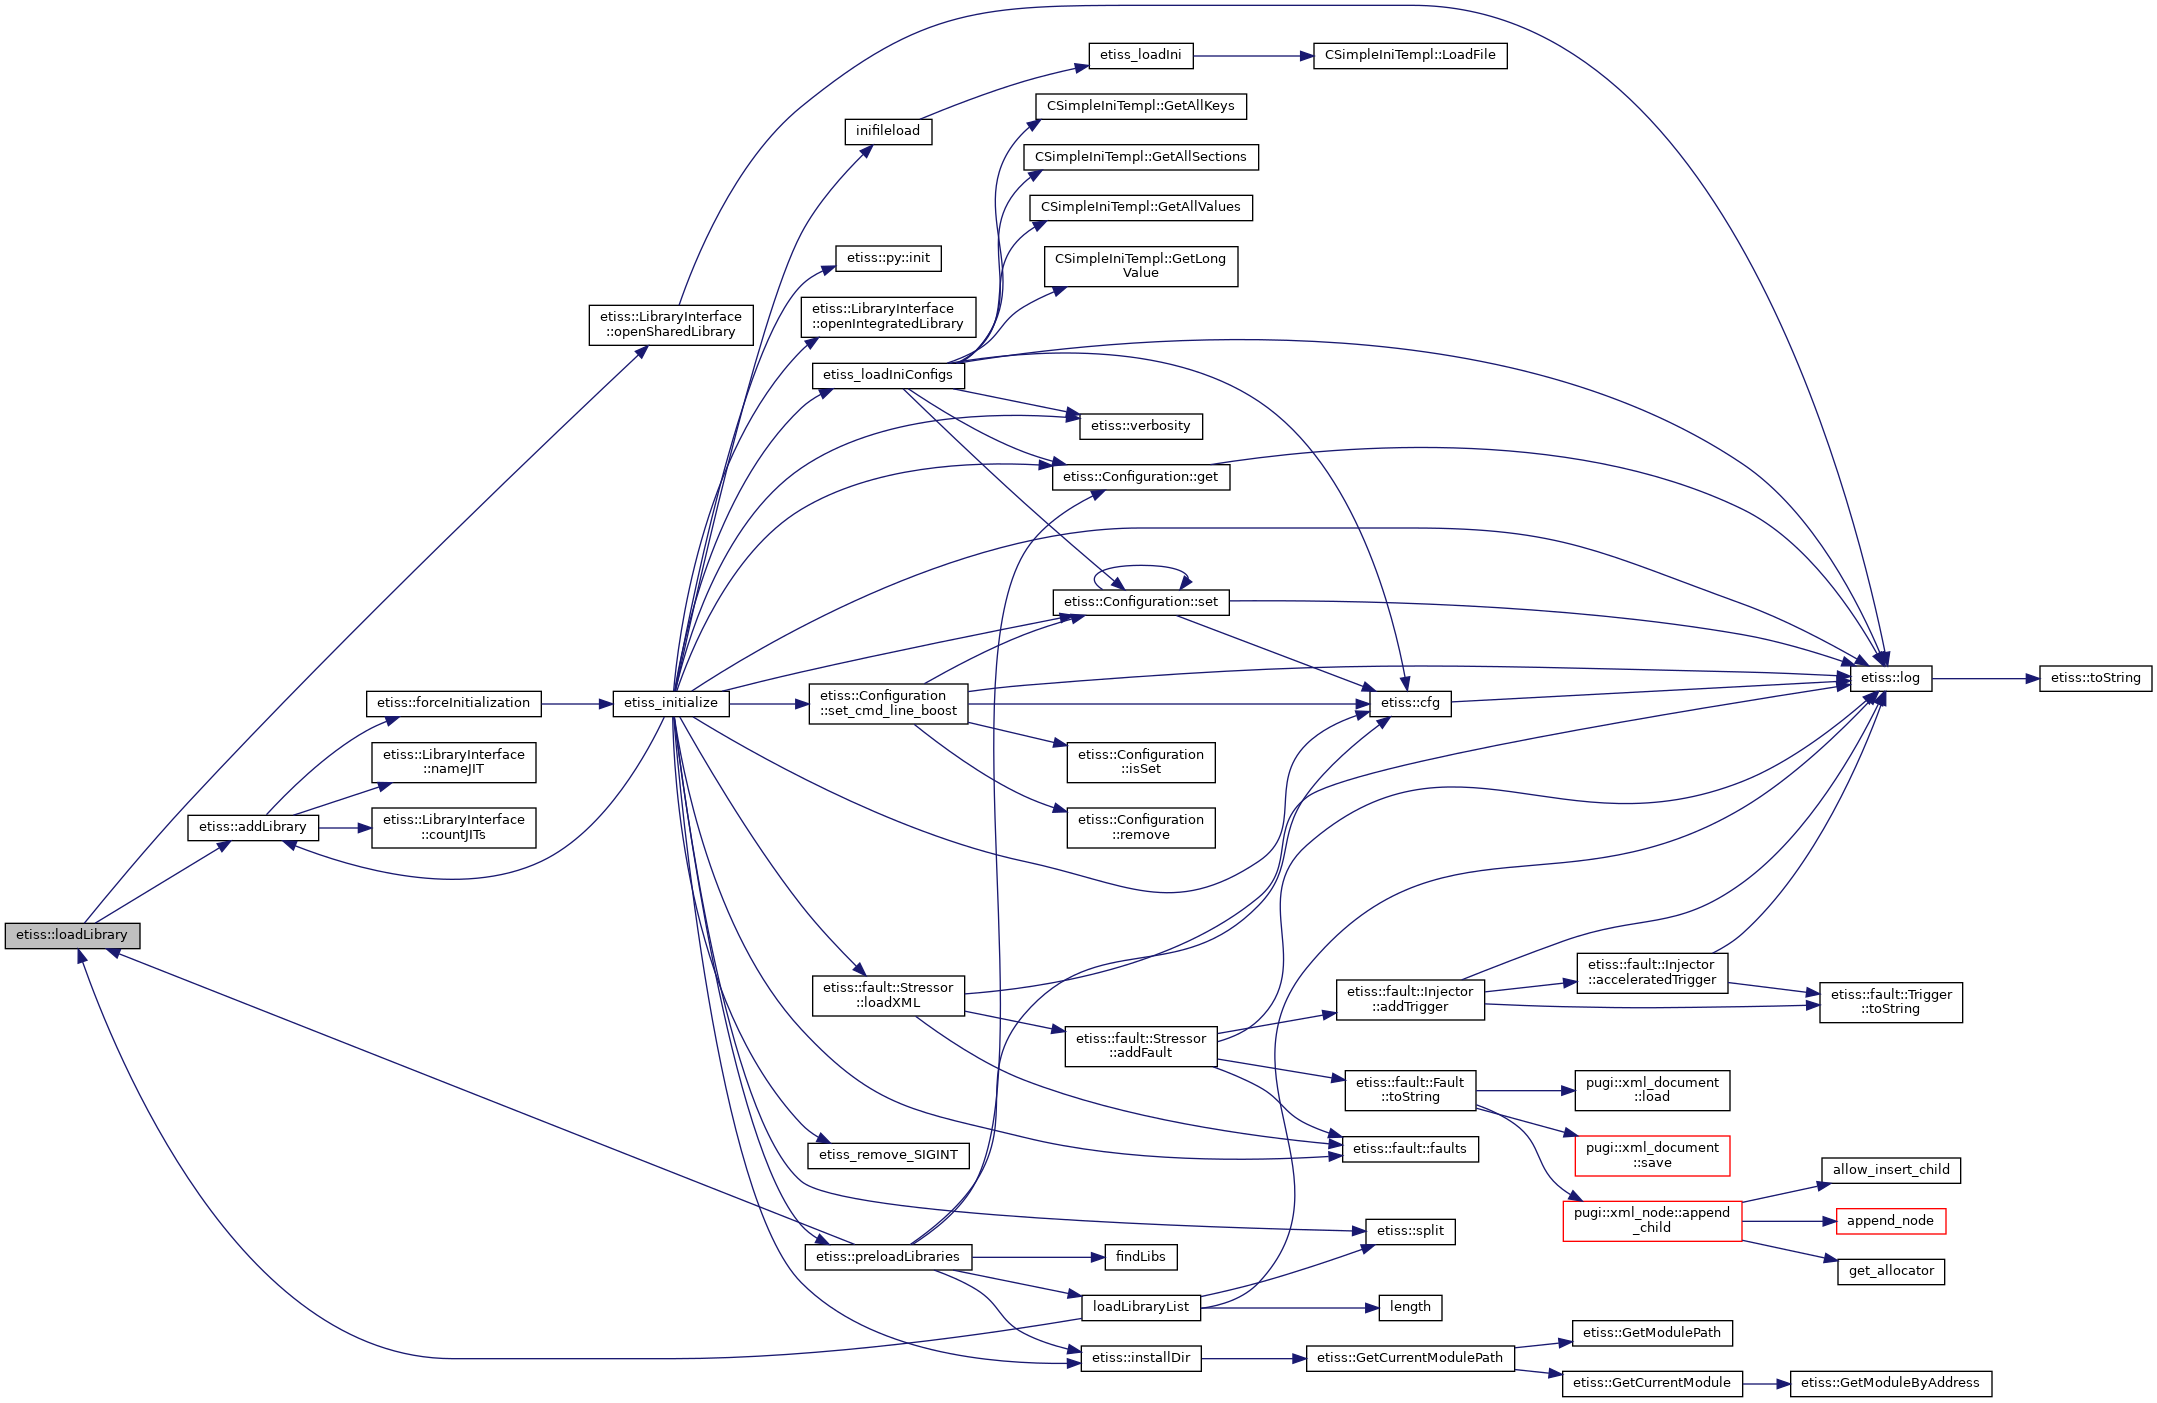 etiss::loadLibrary
etiss::addLibrary
etiss::forceInitialization
etiss::LibraryInterface
::nameJIT
etiss::LibraryInterface
::countJITs
etiss::LibraryInterface
::openSharedLibrary
etiss_initialize
inifileload
etiss::py::init
etiss::LibraryInterface
::openIntegratedLibrary
etiss_loadIniConfigs
etiss::Configuration
::set_cmd_line_boost
etiss::fault::Stressor
::loadXML
etiss_remove_SIGINT
etiss::preloadLibraries
etiss_loadIni
CSimpleIniTempl::GetAllKeys
CSimpleIniTempl::GetAllSections
CSimpleIniTempl::GetAllValues
CSimpleIniTempl::GetLong
Value
etiss::verbosity
etiss::Configuration::get
etiss::Configuration::set
etiss::Configuration
::isSet
etiss::Configuration
::remove
etiss::fault::Stressor
::addFault
findLibs
loadLibraryList
etiss::installDir
CSimpleIniTempl::LoadFile
etiss::cfg
etiss::fault::Injector
::addTrigger
etiss::fault::Fault
::toString
etiss::fault::faults
etiss::split
length
etiss::GetCurrentModulePath
etiss::fault::Injector
::acceleratedTrigger
pugi::xml_document
::load
pugi::xml_document
::save
pugi::xml_node::append
_child
etiss::GetModulePath
etiss::GetCurrentModule
etiss::log
etiss::fault::Trigger
::toString
allow_insert_child
append_node
get_allocator
etiss::GetModuleByAddress
etiss::toString